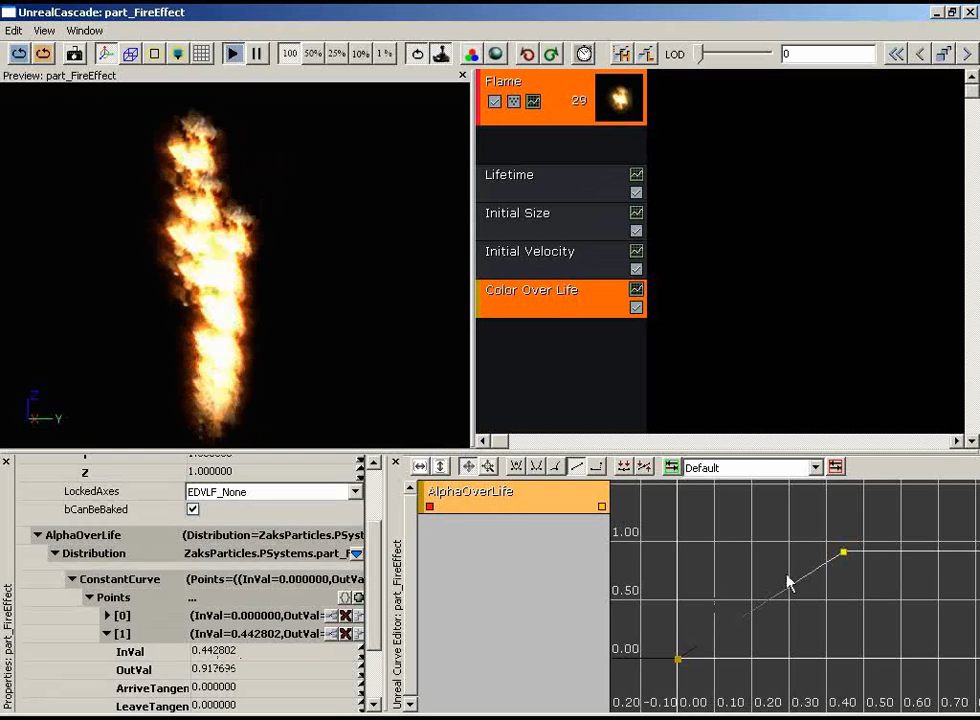 UnrealCascade: part_FireEffect
Edit View Window
100 50% 25% 10% 1% LOD 0
Preview: part_FireEffect
Flame
29
Lifetime
Initial Size
Initial Velocity
Color Over Life
Z
X Y
Z 1.000000
LockedAxes EDVLF_None
bCanBeBaked
AlphaOverLife (Distribution=ZaksParticles.PSystems.part_F
Distribution ZaksParticles.PSystems.part_F
ConstantCurve (Points=((InVal=0.000000,OutVal
Points ...
[0] (InVal=0.000000,OutVal
[1] (InVal=0.442802,OutVal
InVal 0.442802
OutVal 0.917696
ArriveTangen 0.000000
LeaveTangen 0.000000
Properties: part_FireEffect
Unreal Curve Editor: part_FireEffect
Default
AlphaOverLife
1.00
0.50
0.00
0.20 -0.10 0.00 0.10 0.20 0.30 0.40 0.50 0.60 0.70